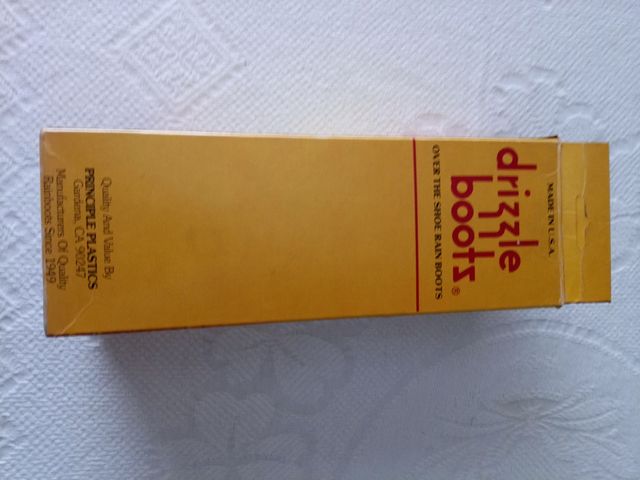 MADE IN U.S.A.
drizzle
boots®
OVER THE SHOE RAIN BOOTS
Quality And Value By
PRINCIPLE PLASTICS
Gardena, CA 90247
Manufacturers Of Quality
Rainboots Since 1949